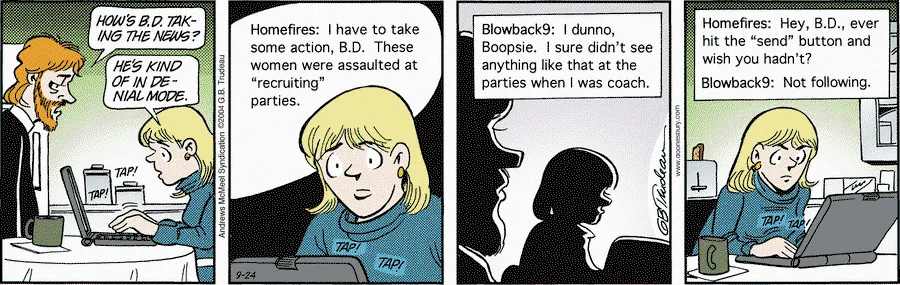 HOW'S B.D. TAK-
ING THE NEWS?
HE'S KIND
OF IN DE-
NIAL MODE.
TAP!
TAP!
Andrews McMeel Syndication ©2004 G.B. Trudeau
Homefires: I have to take
some action, B.D. These
women were assaulted at
"recruiting"
parties.
TAP!
TAP!
9-24
Blowback9: I dunno,
Boopsie. I sure didn't see
anything like that at the
parties when I was coach.
GBTrudeau
www.doonesbury.com
Homefires: Hey, B.D., ever
hit the "send" button and
wish you hadn't?
Blowback9: Not following.
TAP!
TAP!